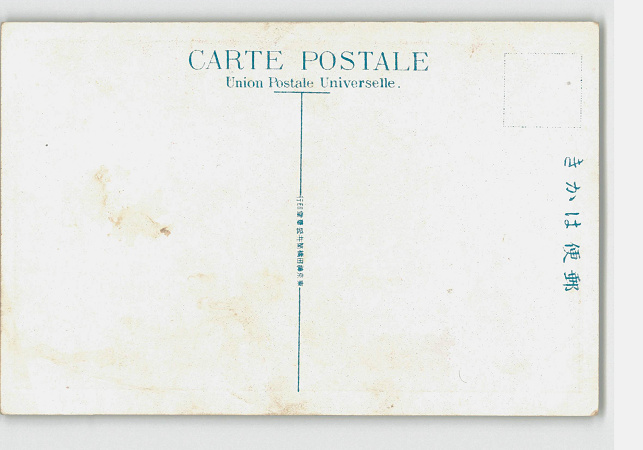 CARTE POSTALE
Union Postale Universelle.
郵便はかき